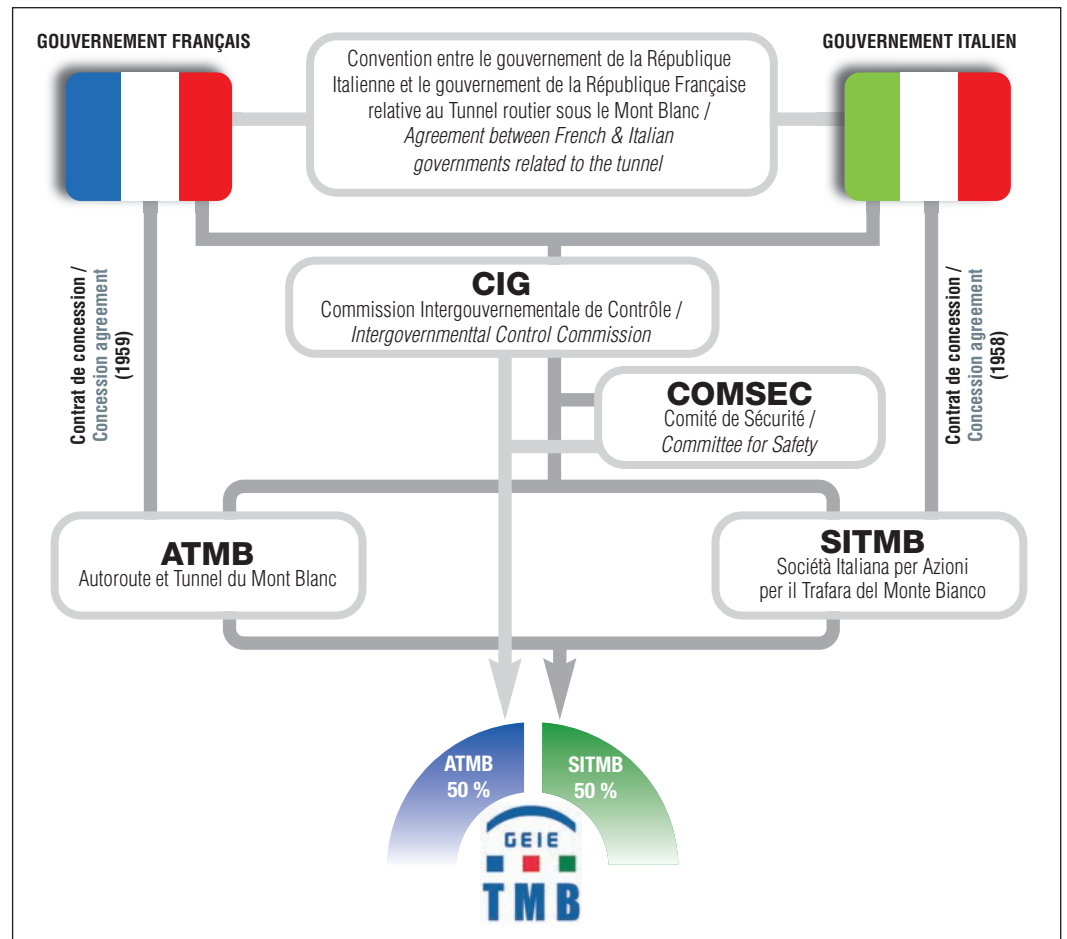 GOUVERNEMENT FRANÇAIS
GOUVERNEMENT ITALIEN
Convention entre le gouvernement de la République
Italienne et le gouvernement de la République Française
relative au Tunnel routier sous le Mont Blanc /
Agreement between French & Italian
governments related to the tunnel
CIG
Commission Intergouvernementale de Contrôle /
Intergovernmenttal Control Commission
Contrat de concession /
Concession agreement
(1959)
COMSEC
Comité de Sécurité /
Committee for Safety
Contrat de concession /
Concession agreement
(1958)
ATMB
Autoroute et Tunnel du Mont Blanc
SITMB
Sociétà Italiana per Azioni
per il Trafara del Monte Bianco
ATMB
50 %
SITMB
50 %
GEIE
TMB